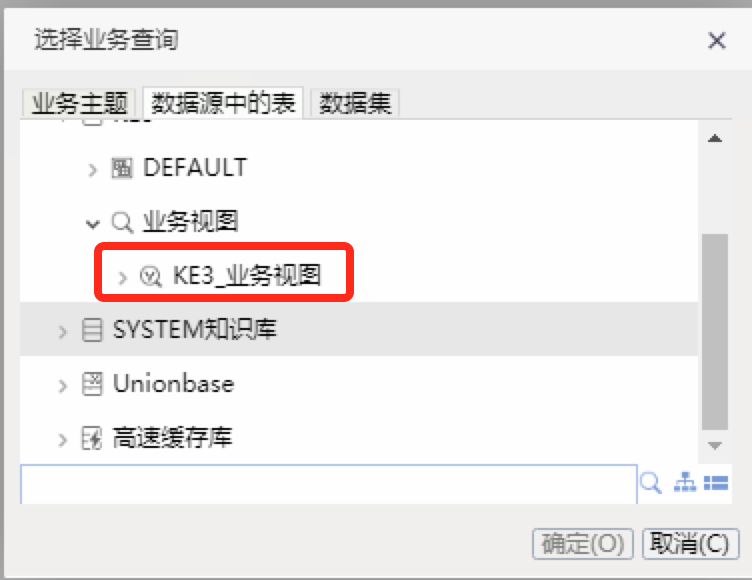 选择业务查询
业务主题 数据源中的表 数据集
DEFAULT
业务视图
KE3_业务视图
SYSTEM知识库
Unionbase
高速缓存库
确定(O) 取消(C)